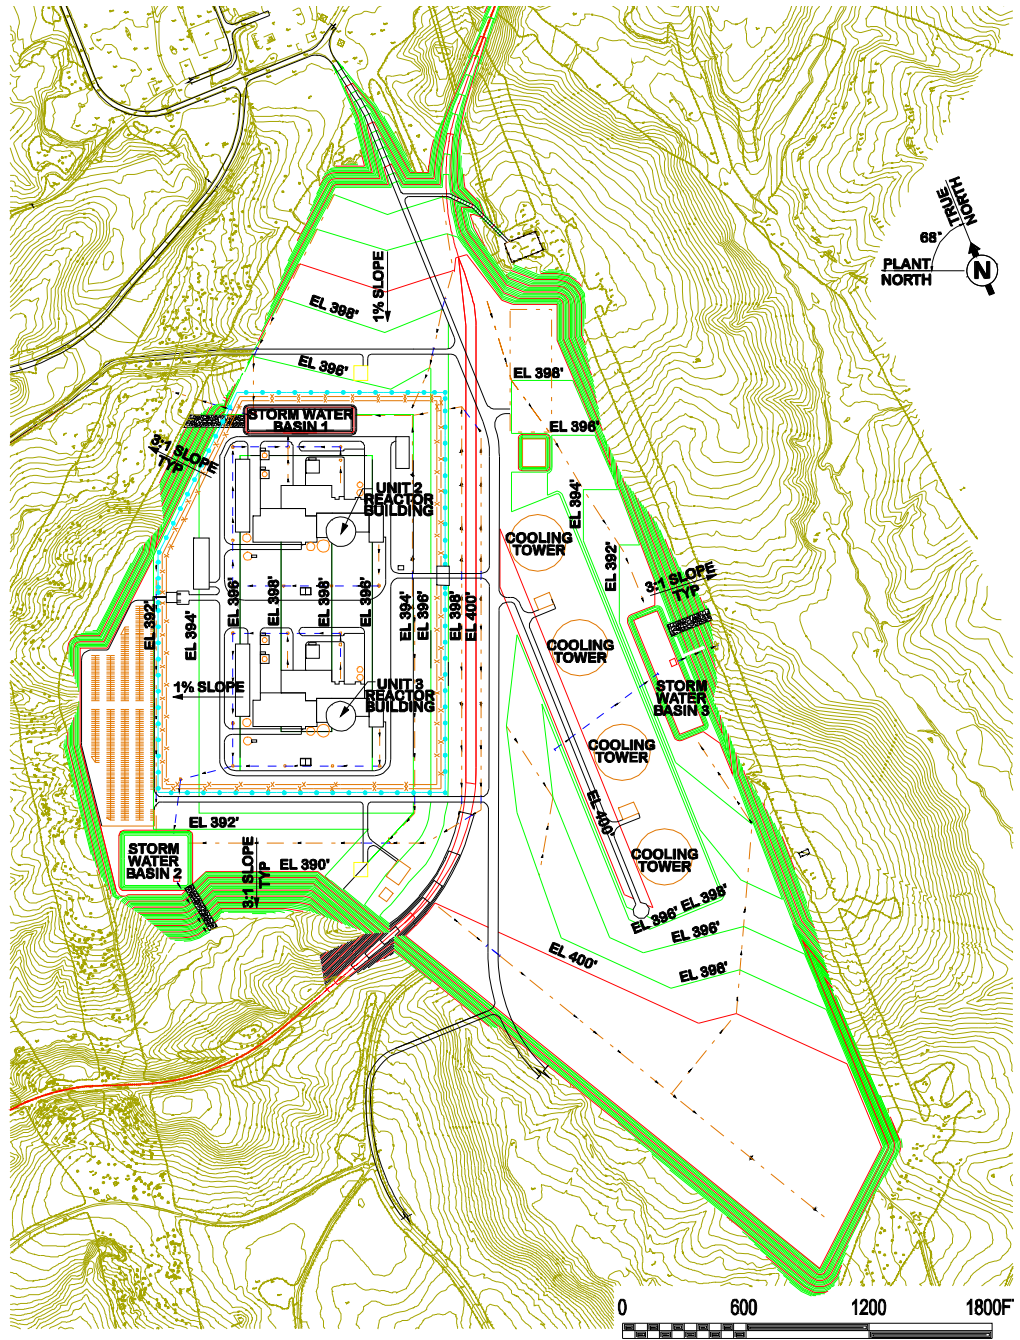 TRUE
NORTH
68°
PLANT
NORTH
N
1% SLOPE
EL 398'
EL 396'
EL 398'
EL 396'
STORM WATER
BASIN 1
3:1 SLOPE
TYP
UNIT 2
REACTOR
BUILDING
EL 394'
COOLING
TOWER
EL 392'
3:1 SLOPE
TYP
EL 392'
EL 394'
EL 396'
EL 398'
EL 398'
EL 396'
EL 394'
EL 396'
EL 398'
EL 400'
COOLING
TOWER
1% SLOPE
UNIT 3
REACTOR
BUILDING
STORM
WATER
BASIN 3
COOLING
TOWER
EL 400'
EL 392'
STORM
WATER
BASIN 2
3:1 SLOPE
TYP
EL 390'
COOLING
TOWER
EL 396'
EL 398'
EL 396'
EL 400'
EL 398'
0 600 1200 1800F